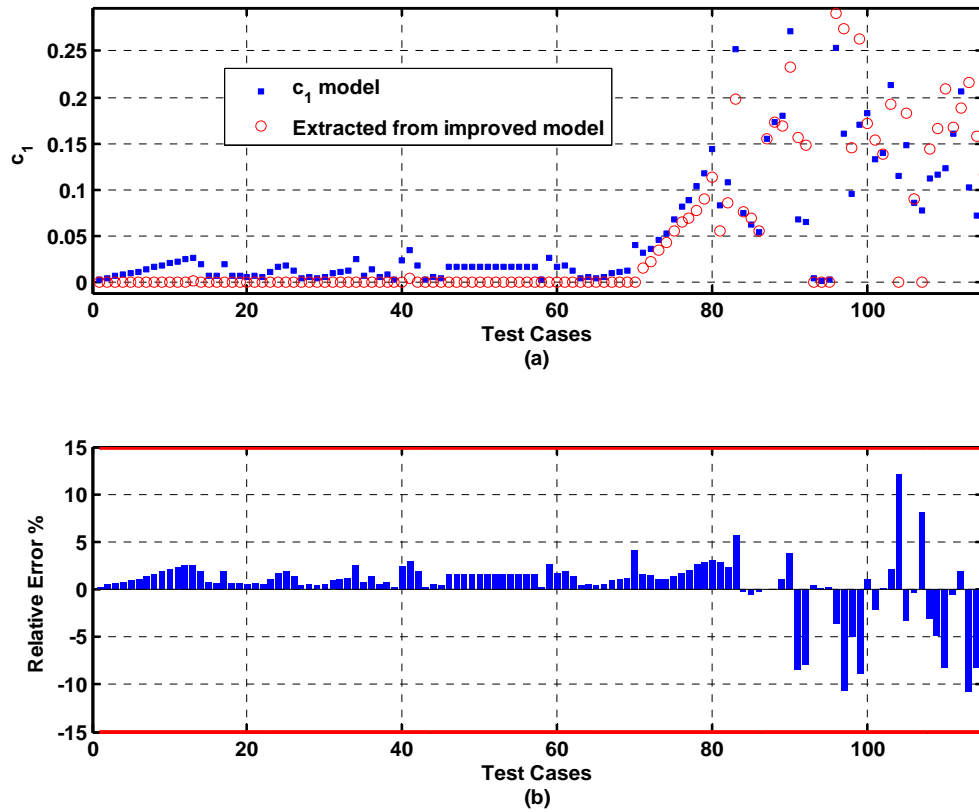 0.25
0.2
0.15
0.1
0.05
0
c1
c1 model
Extracted from improved model
0 20 40 60 80 100
Test Cases
(a)
15
10
5
0
-5
-10
-15
Relative Error %
0 20 40 60 80 100
Test Cases
(b)